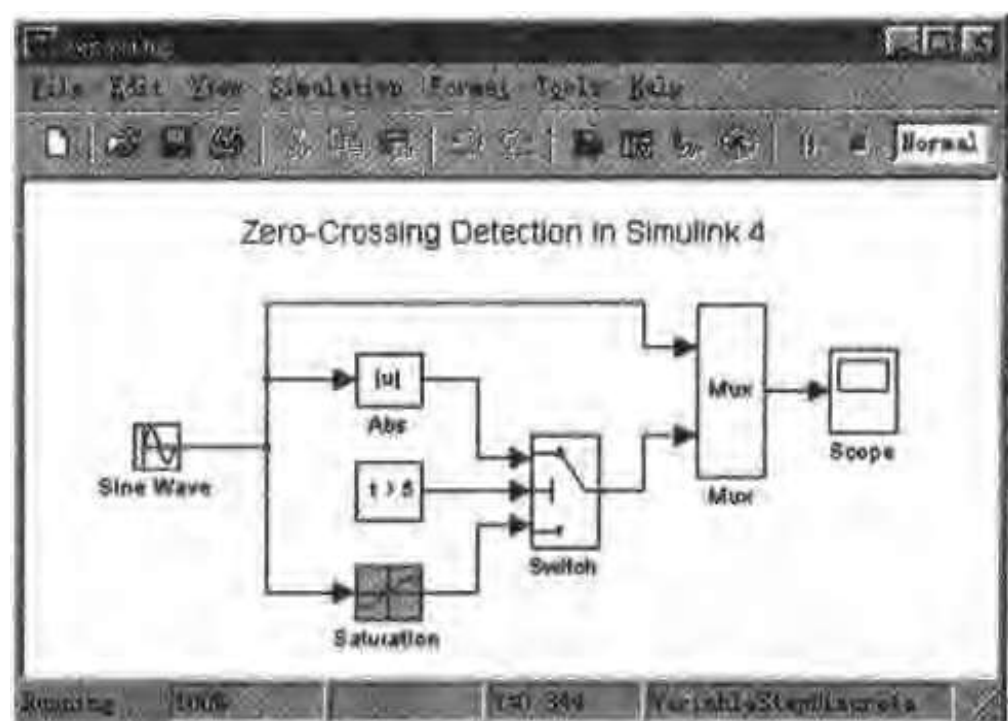 File Edit View Simulation Format Tools Help
Normal
Zero-Crossing Detection in Simulink 4
|u|
Abs
Mux
Scope
Sine Wave
t > 5
Mux
Switch
Saturation
Running 100% VariableStepDiscrete